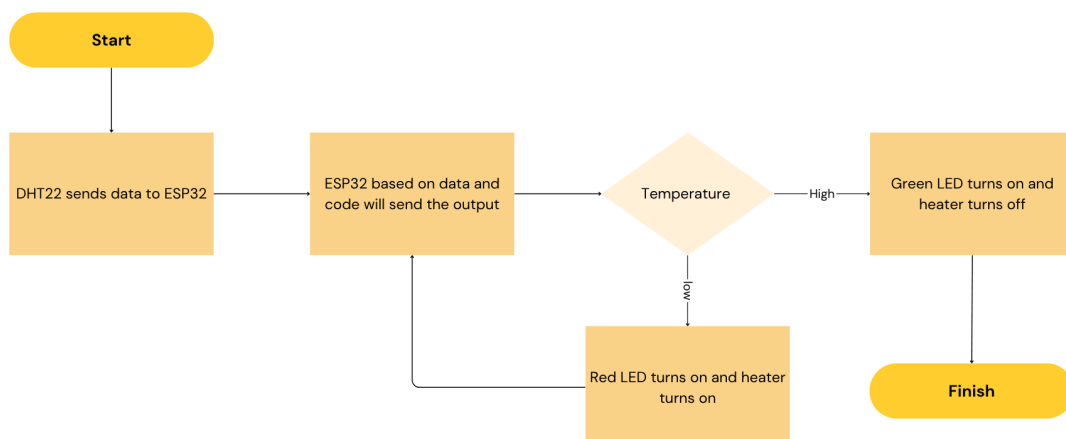 Start
DHT22 sends data to ESP32
ESP32 based on data and
code will send the output
Temperature
High
Green LED turns on and
heater turns off
low
Red LED turns on and heater
turns on
Finish